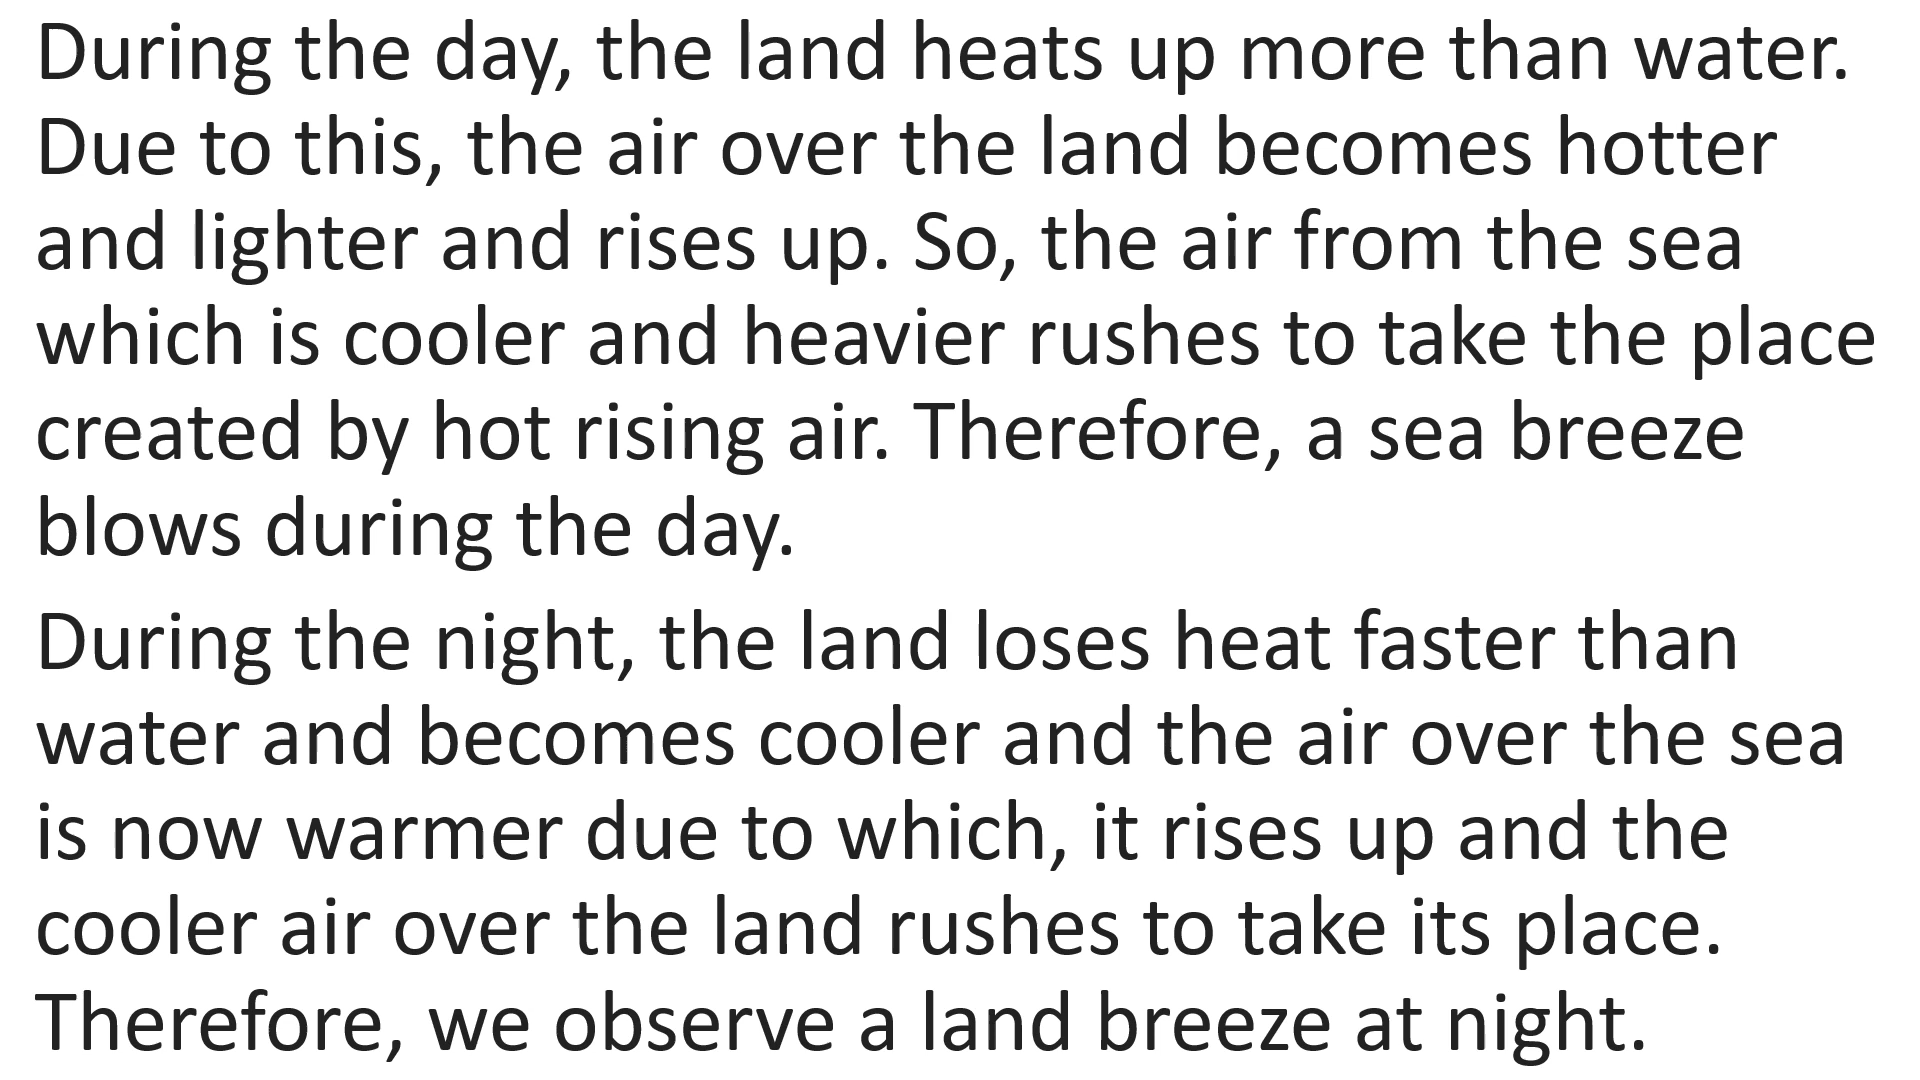 During the day, the land heats up more than water.
Due to this, the air over the land becomes hotter
and lighter and rises up. So, the air from the sea
which is cooler and heavier rushes to take the place
created by hot rising air. Therefore, a sea breeze
blows during the day.
During the night, the land loses heat faster than
water and becomes cooler and the air over the sea
is now warmer due to which, it rises up and the
cooler air over the land rushes to take its place.
Therefore, we observe a land breeze at night.